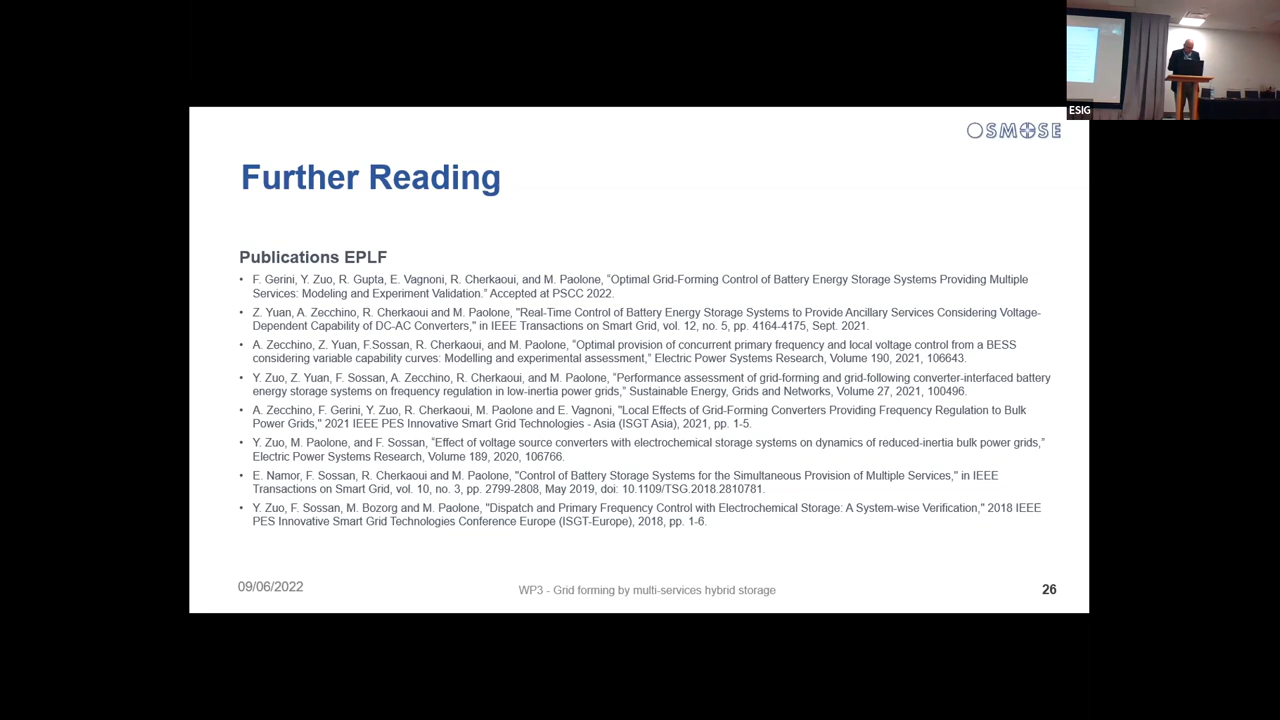 ESIG
OSMOSE
Further Reading
Publications EPLF
• F. Gerini, Y. Zuo, R. Gupta, E. Vagnoni, R. Cherkaoui, and M. Paolone, “Optimal Grid-Forming Control of Battery Energy Storage Systems Providing Multiple
Services: Modeling and Experiment Validation.” Accepted at PSCC 2022.
• Z. Yuan, A. Zecchino, R. Cherkaoui and M. Paolone, "Real-Time Control of Battery Energy Storage Systems to Provide Ancillary Services Considering Voltage-
Dependent Capability of DC-AC Converters," in IEEE Transactions on Smart Grid, vol. 12, no. 5, pp. 4164-4175, Sept. 2021.
• A. Zecchino, Z. Yuan, F.Sossan, R. Cherkaoui, and M. Paolone, “Optimal provision of concurrent primary frequency and local voltage control from a BESS
considering variable capability curves: Modelling and experimental assessment,” Electric Power Systems Research, Volume 190, 2021, 106643.
• Y. Zuo, Z. Yuan, F. Sossan, A. Zecchino, R. Cherkaoui, and M. Paolone, “Performance assessment of grid-forming and grid-following converter-interfaced battery
energy storage systems on frequency regulation in low-inertia power grids,” Sustainable Energy, Grids and Networks, Volume 27, 2021, 100496.
• A. Zecchino, F. Gerini, Y. Zuo, R. Cherkaoui, M. Paolone and E. Vagnoni, "Local Effects of Grid-Forming Converters Providing Frequency Regulation to Bulk
Power Grids," 2021 IEEE PES Innovative Smart Grid Technologies - Asia (ISGT Asia), 2021, pp. 1-5.
• Y. Zuo, M. Paolone, and F. Sossan, “Effect of voltage source converters with electrochemical storage systems on dynamics of reduced-inertia bulk power grids,”
Electric Power Systems Research, Volume 189, 2020, 106766.
• E. Namor, F. Sossan, R. Cherkaoui and M. Paolone, "Control of Battery Storage Systems for the Simultaneous Provision of Multiple Services," in IEEE
Transactions on Smart Grid, vol. 10, no. 3, pp. 2799-2808, May 2019, doi: 10.1109/TSG.2018.2810781.
• Y. Zuo, F. Sossan, M. Bozorg and M. Paolone, "Dispatch and Primary Frequency Control with Electrochemical Storage: A System-wise Verification," 2018 IEEE
PES Innovative Smart Grid Technologies Conference Europe (ISGT-Europe), 2018, pp. 1-6.
09/06/2022
WP3 - Grid forming by multi-services hybrid storage
26